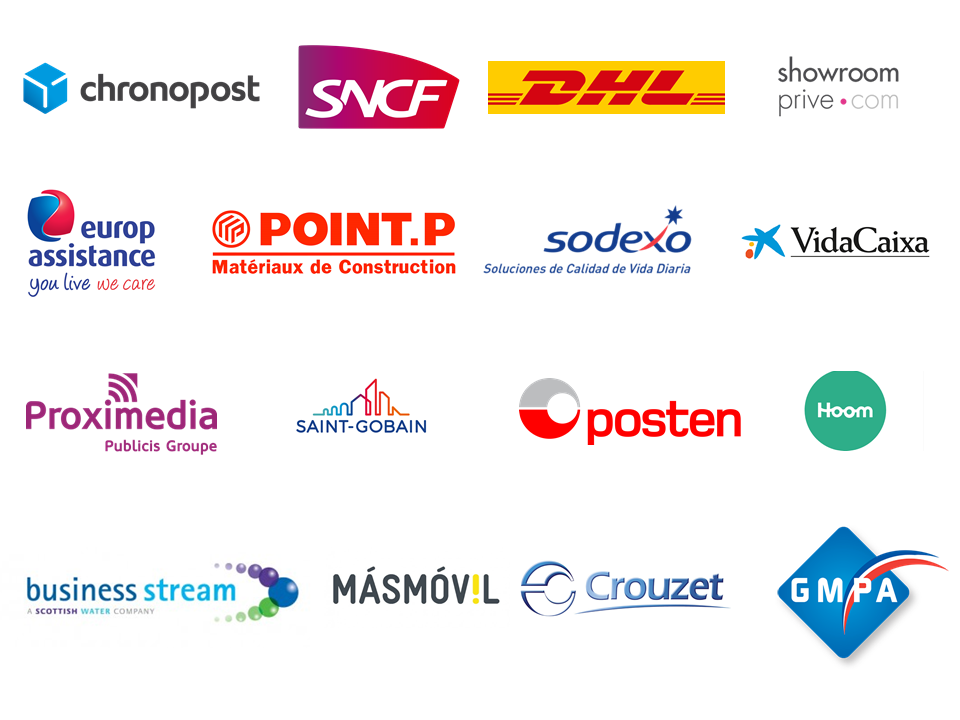 chronopost
SNCF
DHL
showroom
prive.com
europ
assistance
you live we care
POINT.P
Matériaux de Construction
sodexo
Soluciones de Calidad de Vida Diaria
VidaCaixa
Proximedia
Publicis Groupe
SAINT-GOBAIN
posten
Hoom
business stream
A SCOTTISH WATER COMPANY
MÁSMÓV!L
Crouzet
GMPA